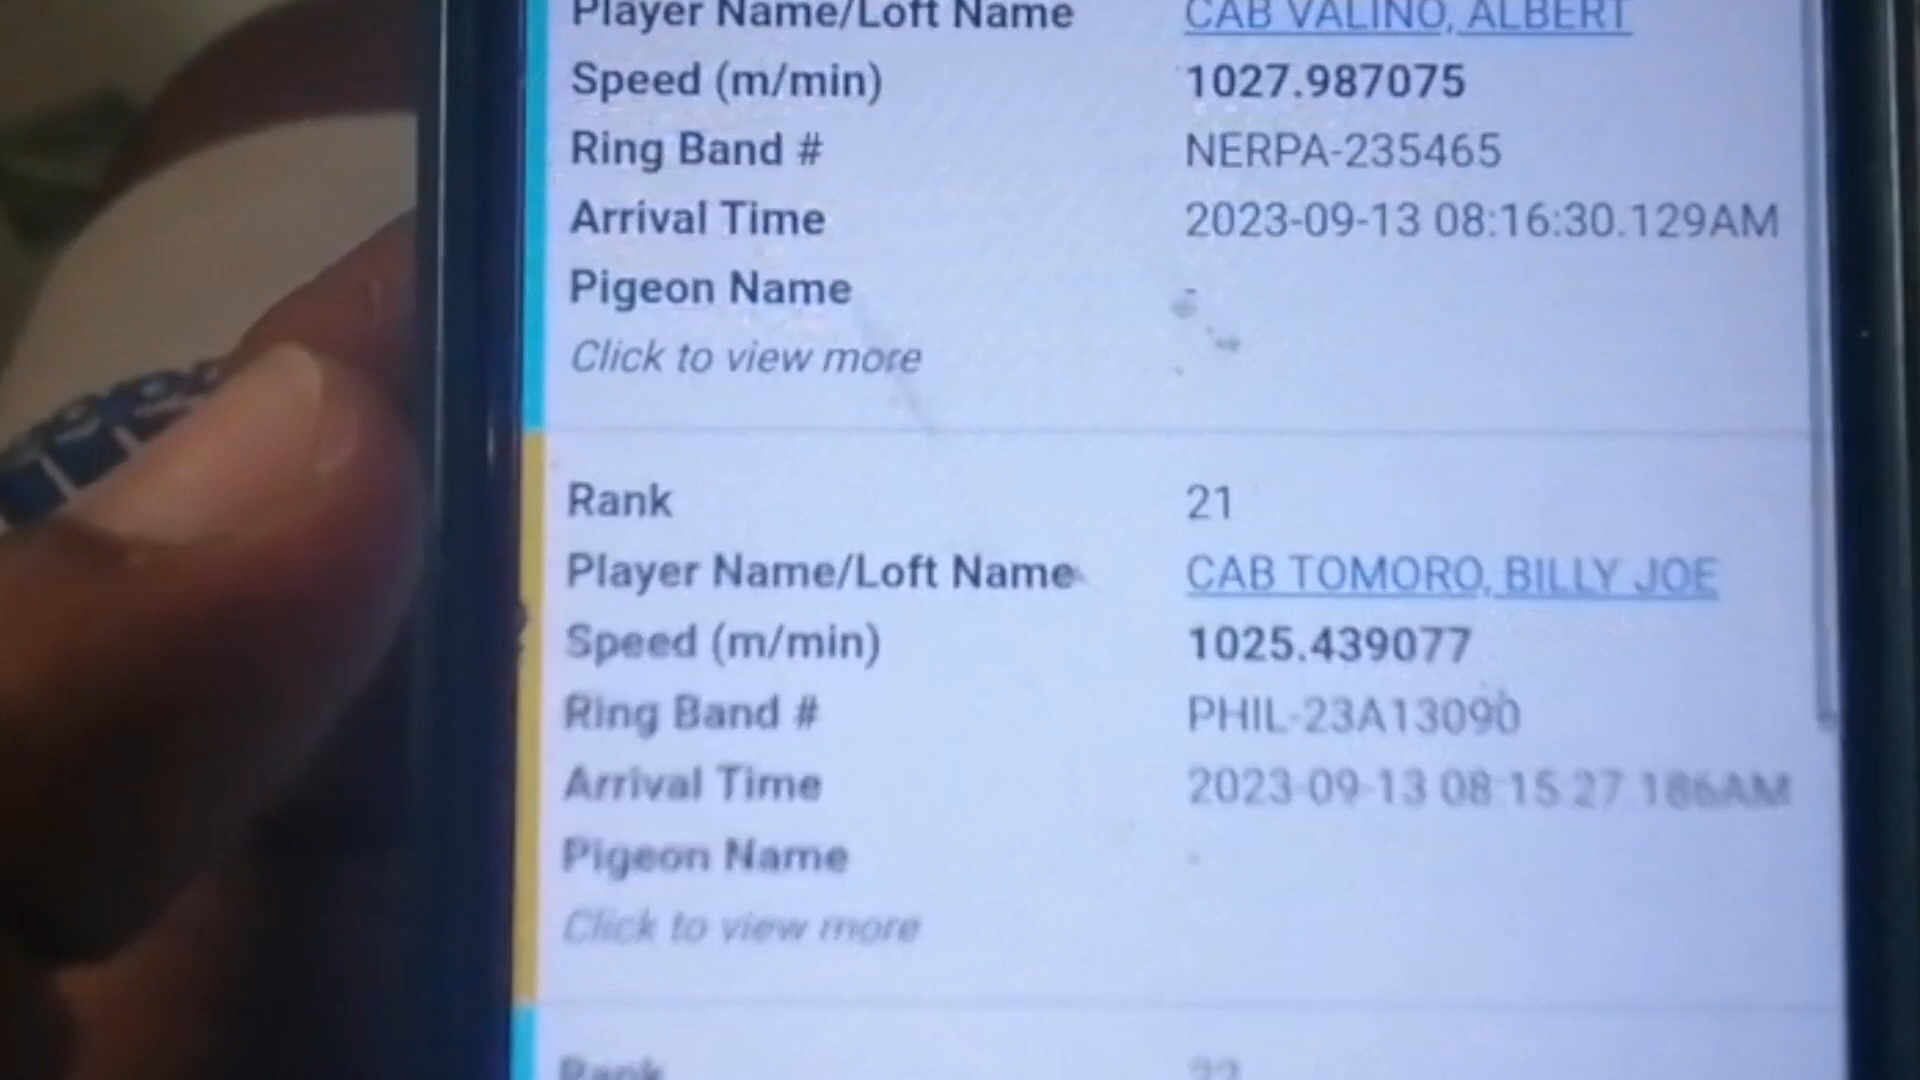 Player Name/Loft Name CAB VALINO, ALBERT
Speed (m/min) 1027.987075
Ring Band # NERPA-235465
Arrival Time 2023-09-13 08:16:30.129AM
Pigeon Name -
Click to view more
Rank 21
Player Name/Loft Name CAB TOMORO, BILLY JOE
Speed (m/min) 1025.439077
Ring Band # PHIL-23A13090
Arrival Time 2023-09-13 08:15:27.186AM
Pigeon Name -
Click to view more
Rank 22